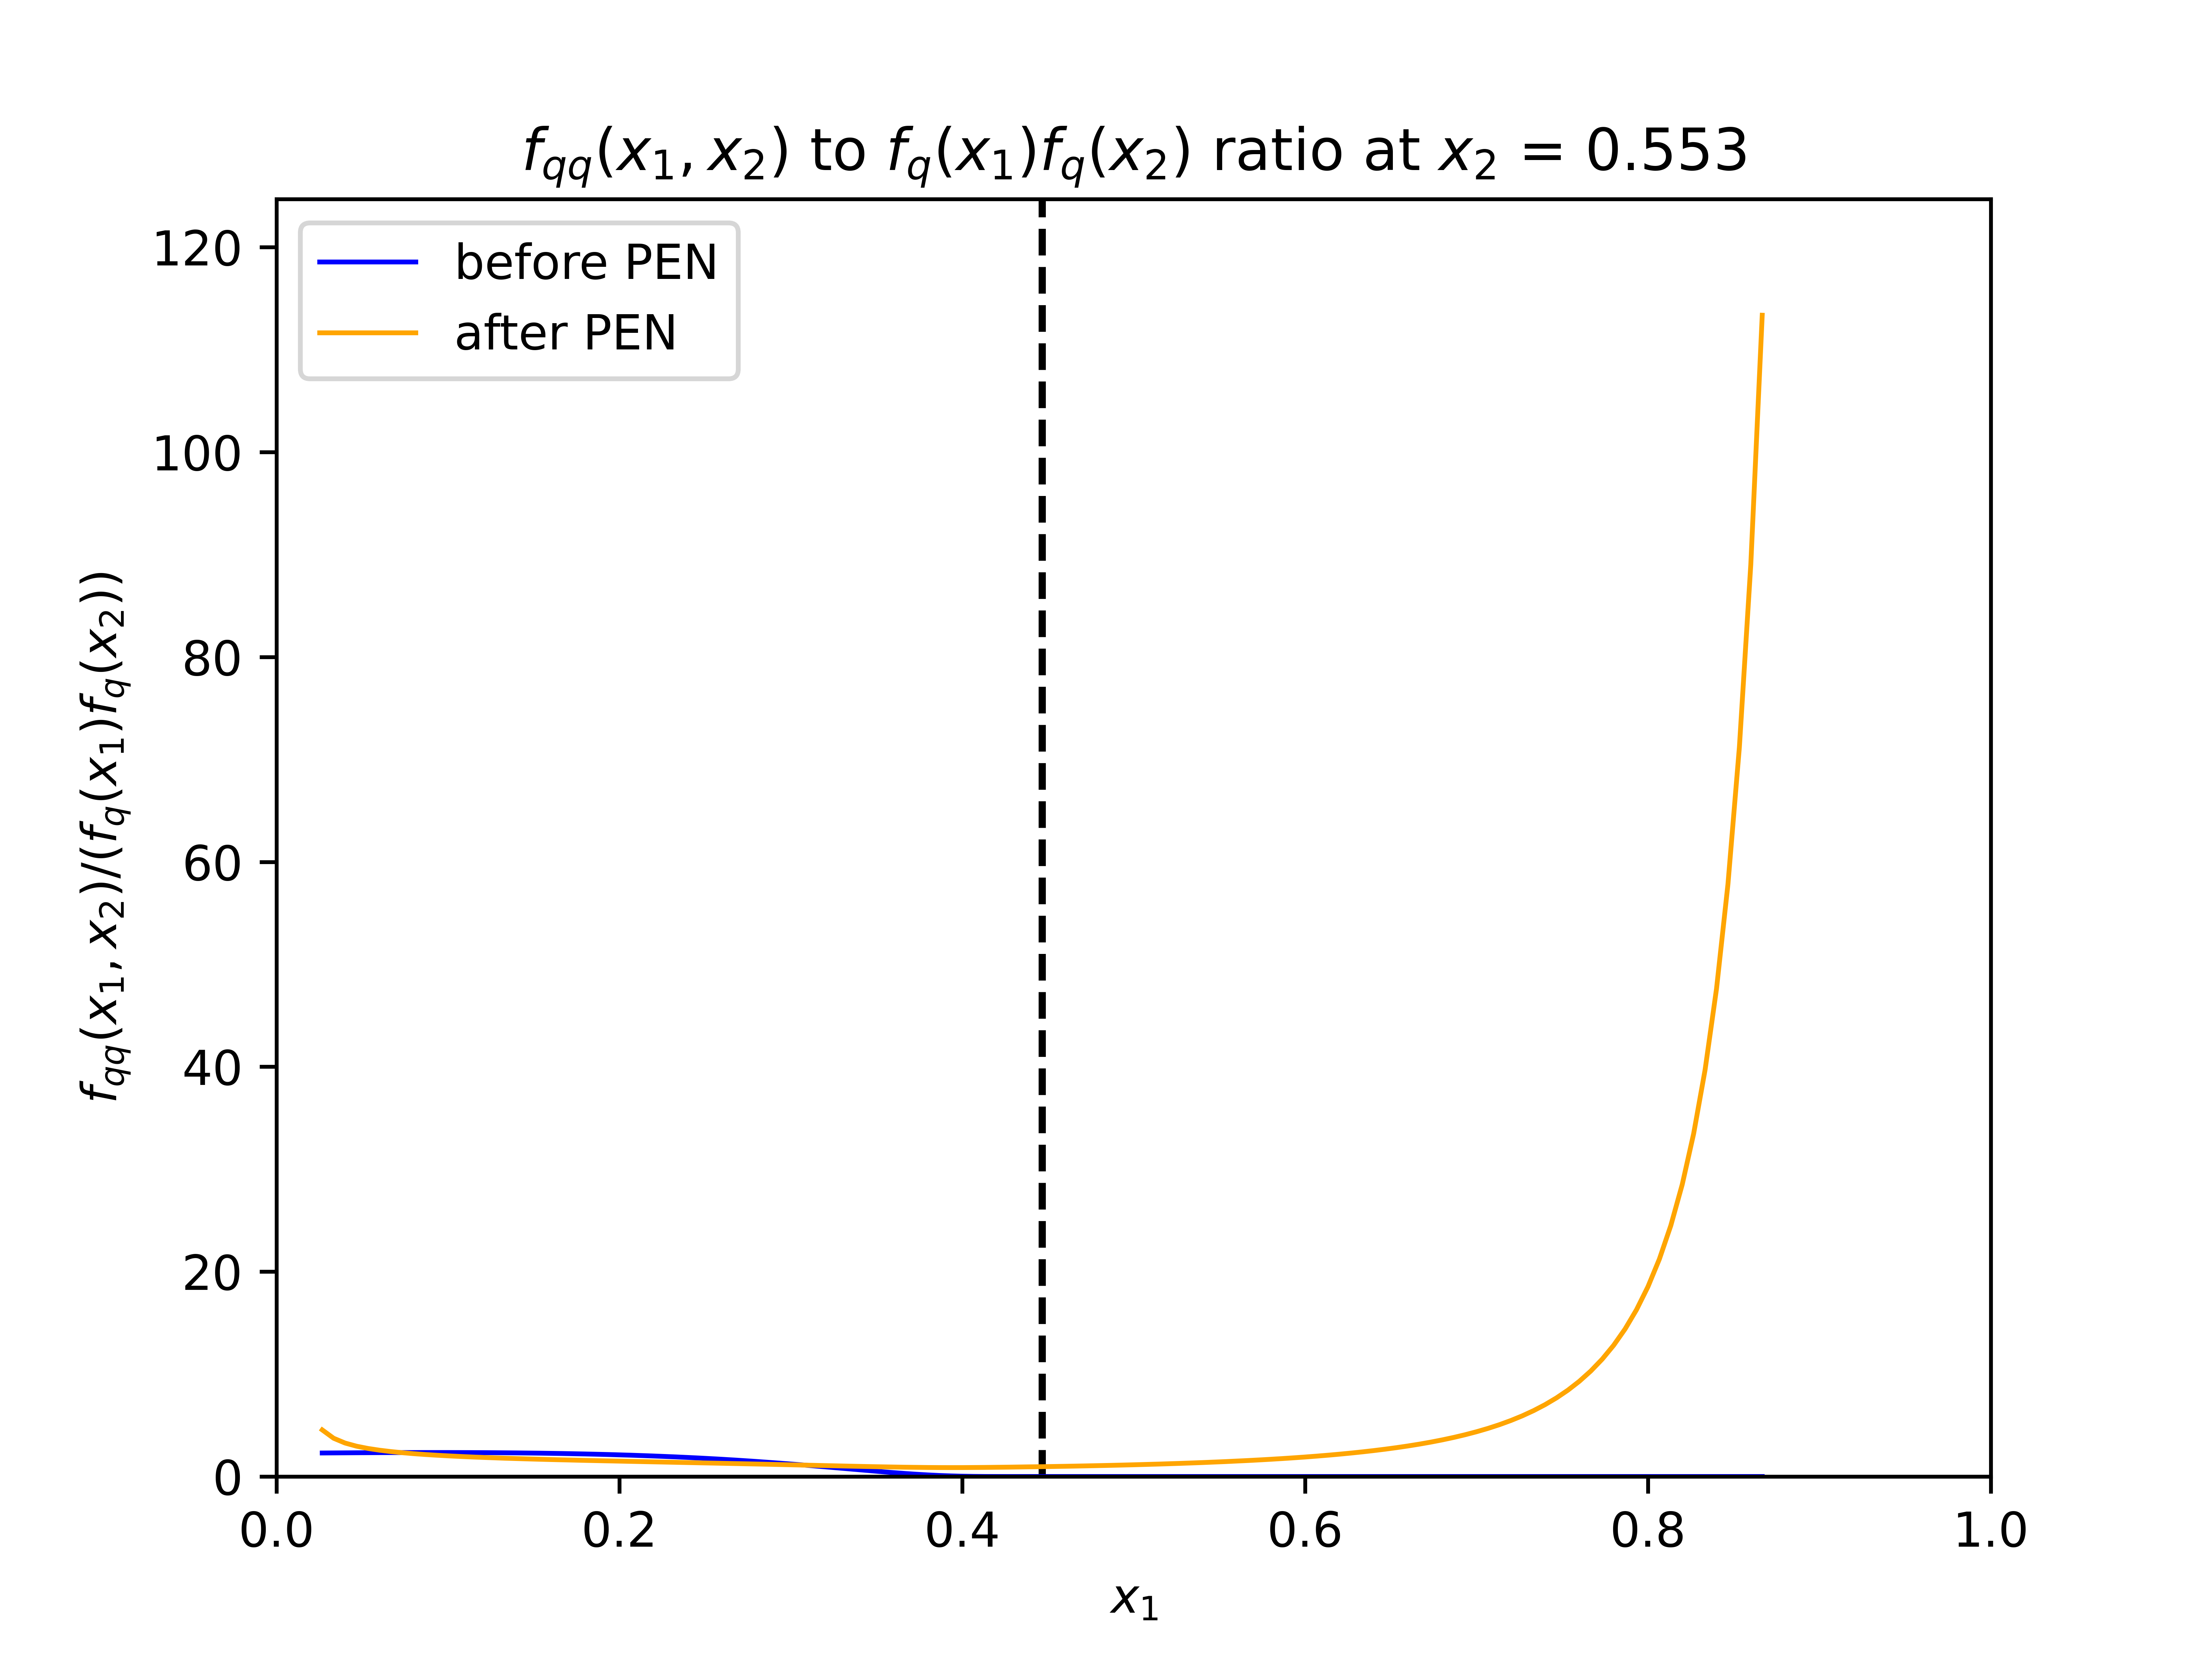 f_qq(x_1, x_2) to f_q(x_1)f_q(x_2) ratio at x_2 = 0.553
before PEN
after PEN
120
100
80
60
40
20
0
f_qq(x_1, x_2)/(f_q(x_1)f_q(x_2))
0.0 0.2 0.4 0.6 0.8 1.0
x_1